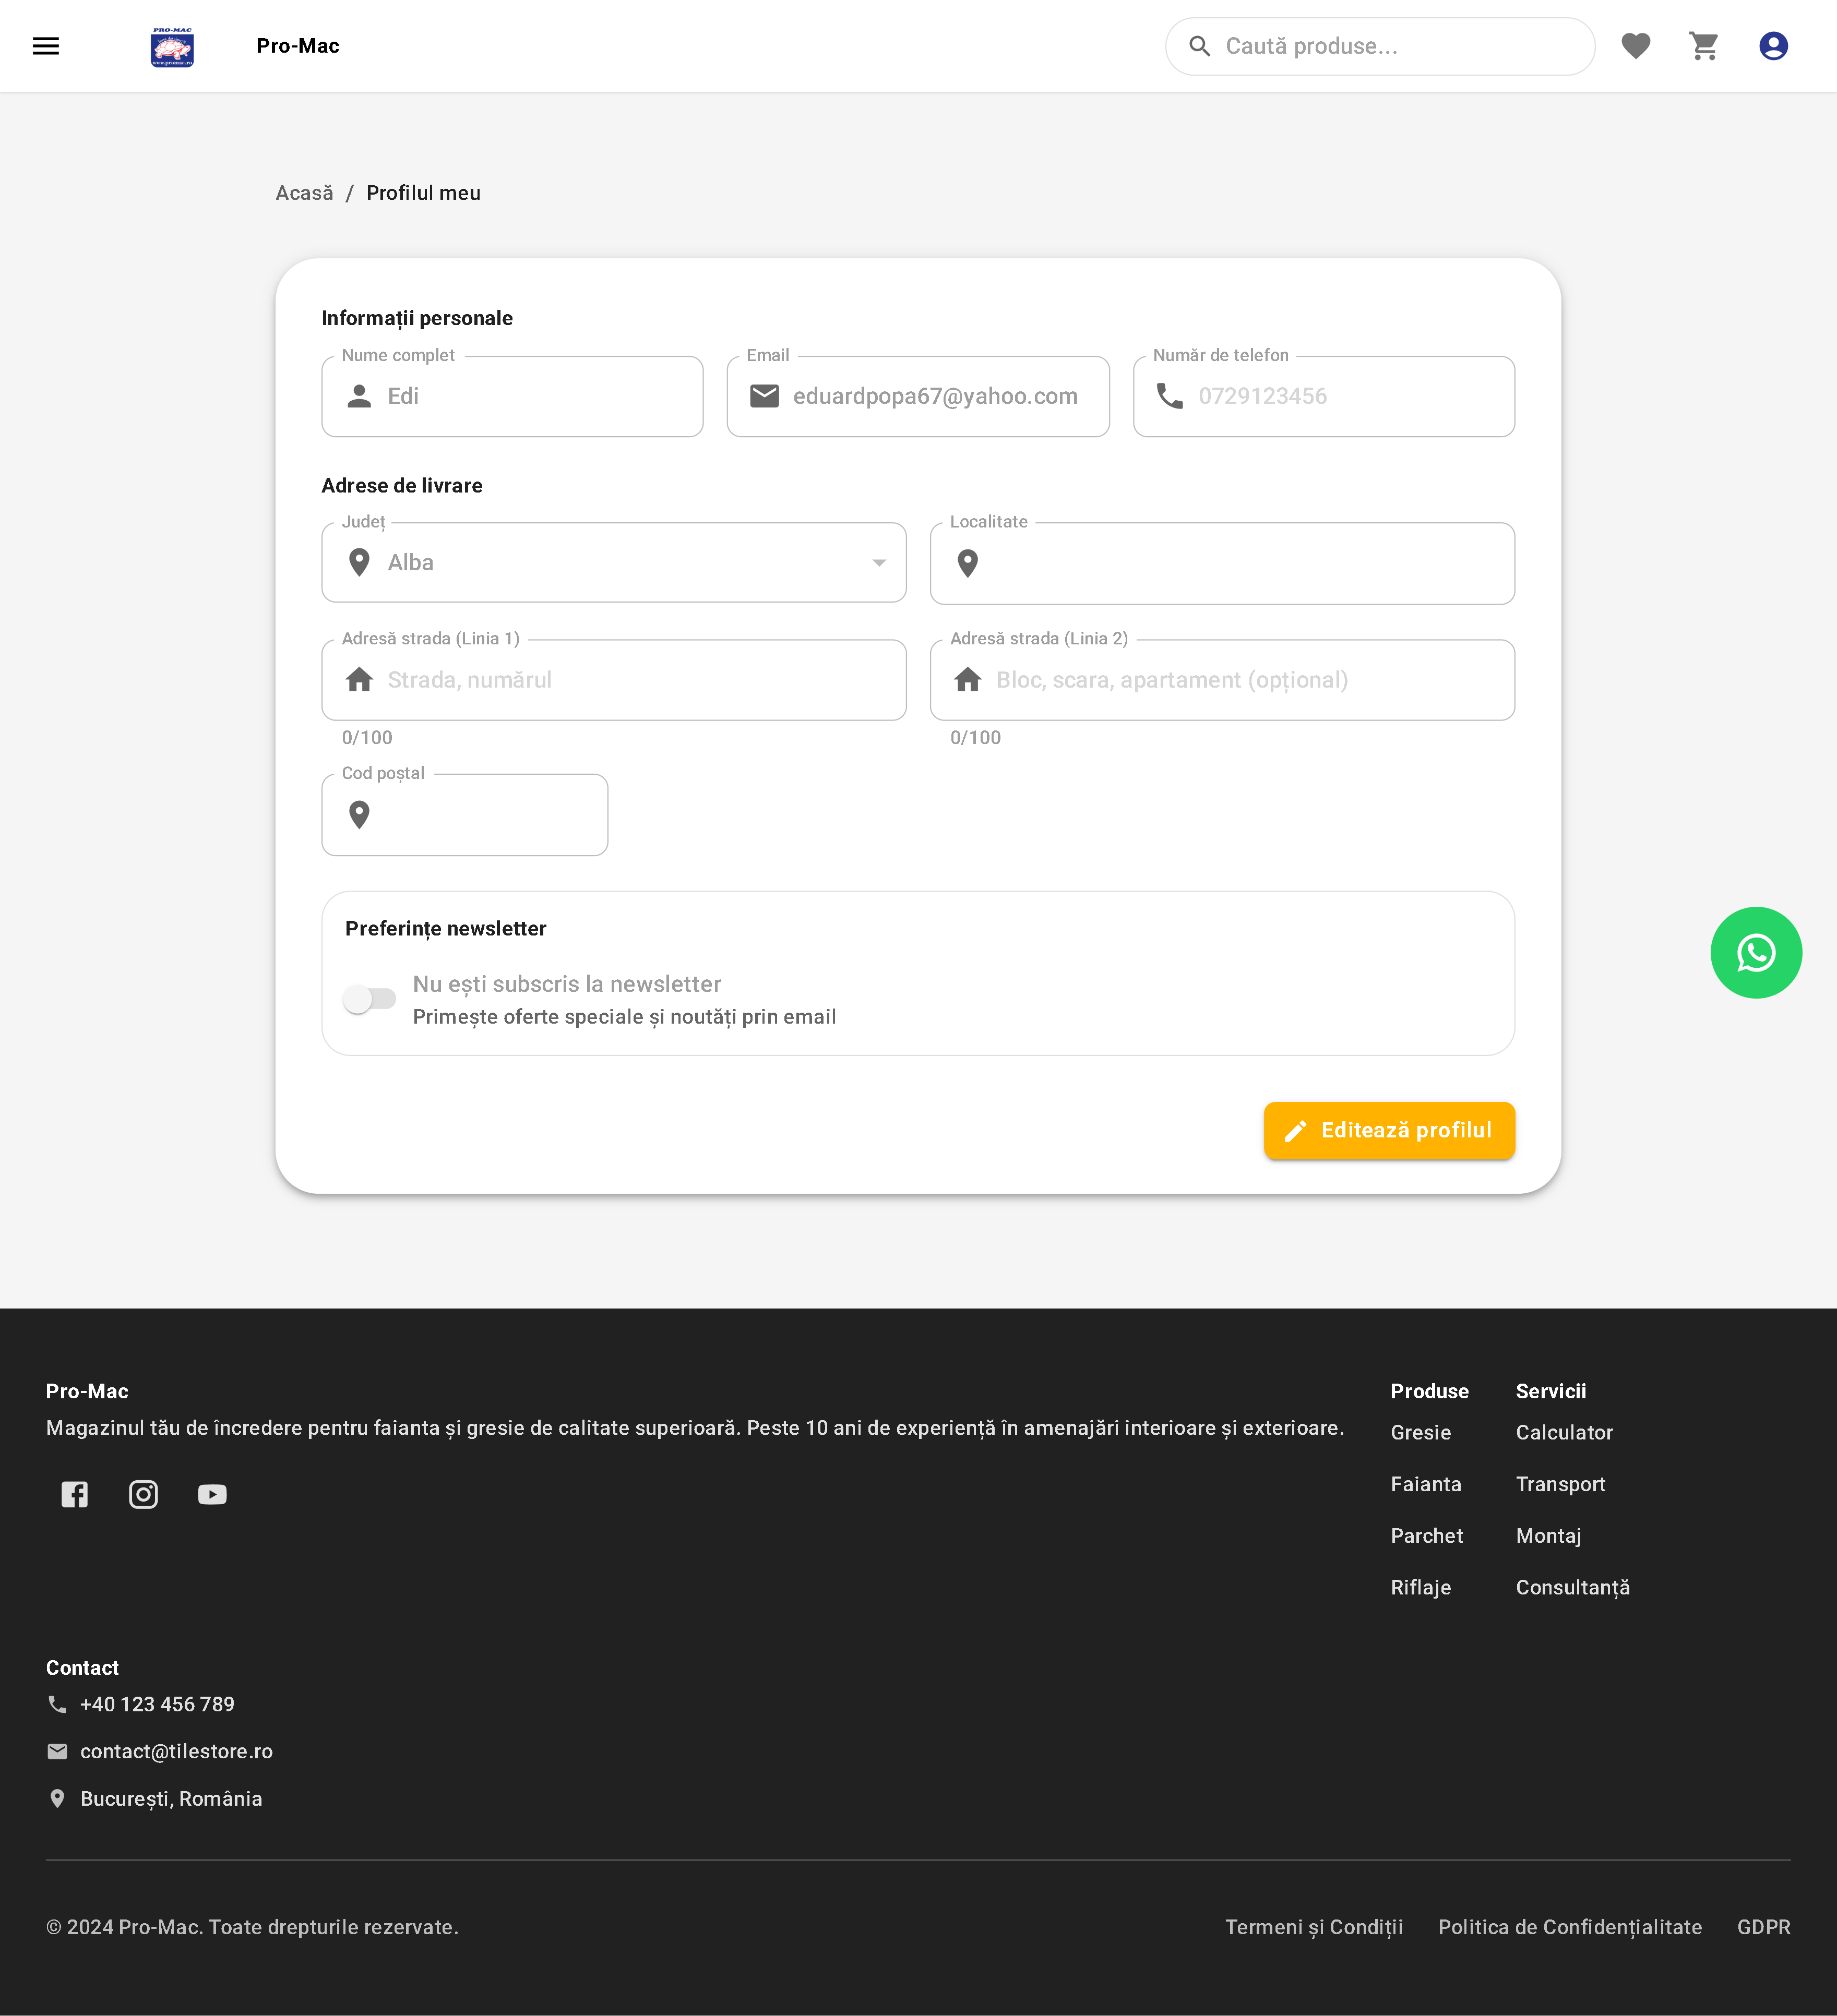 PRO-MAC
www.promac.ro
Pro-Mac
Caută produse...
Acasă / Profilul meu
Informații personale
Nume complet
Edi
Email
eduardpopa67@yahoo.com
Număr de telefon
0729123456
Adrese de livrare
Județ
Alba
Localitate
Adresă strada (Linia 1)
Strada, numărul
0/100
Adresă strada (Linia 2)
Bloc, scara, apartament (opțional)
0/100
Cod poștal
Preferințe newsletter
Nu ești subscris la newsletter
Primește oferte speciale și noutăți prin email
Editează profilul
Pro-Mac
Magazinul tău de încredere pentru faianta și gresie de calitate superioară. Peste 10 ani de experiență în amenajări interioare și exterioare.
Produse
Gresie
Faianta
Parchet
Riflaje
Servicii
Calculator
Transport
Montaj
Consultanță
Contact
+40 123 456 789
contact@tilestore.ro
București, România
© 2024 Pro-Mac. Toate drepturile rezervate.
Termeni și Condiții
Politica de Confidențialitate
GDPR